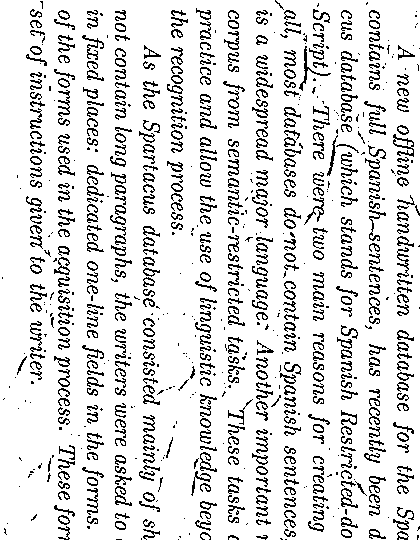 A new offline handwritten database for the Spa
contains full Spanish sentences, has recently been d
cus database (which stands for Spanish Restricted-do
Script). There were two main reasons for creating
all, most databases do not contain Spanish sentences,
is a widespread major language. Another important r
corpus from semantic-restricted tasks. These tasks c
practice and allow the use of linguistic knowledge beyo
the recognition process.
As the Spartacus database consisted mainly of sh
not contain long paragraphs, the writers were asked to
in fixed places: dedicated one-line fields in the forms.
of the forms used in the acquisition process. These for
set of instructions given to the writer.